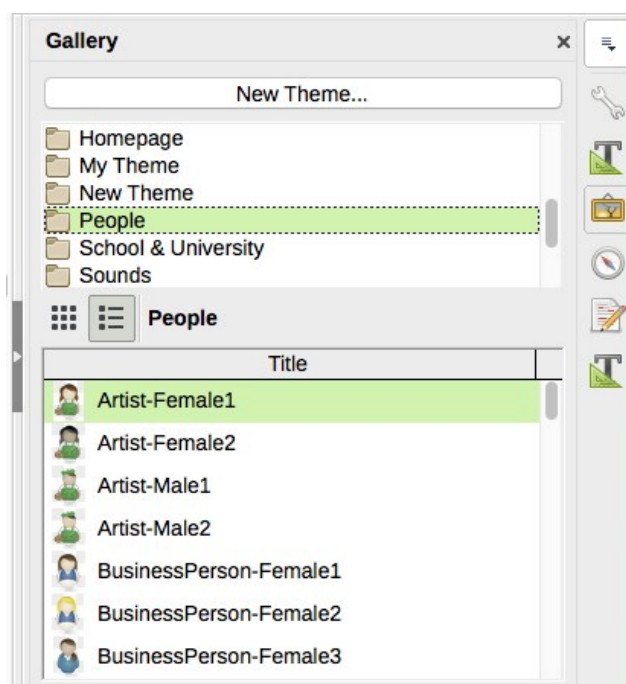 Gallery
New Theme...
Homepage
My Theme
New Theme
People
School & University
Sounds
People
Title
Artist-Female1
Artist-Female2
Artist-Male1
Artist-Male2
BusinessPerson-Female1
BusinessPerson-Female2
BusinessPerson-Female3